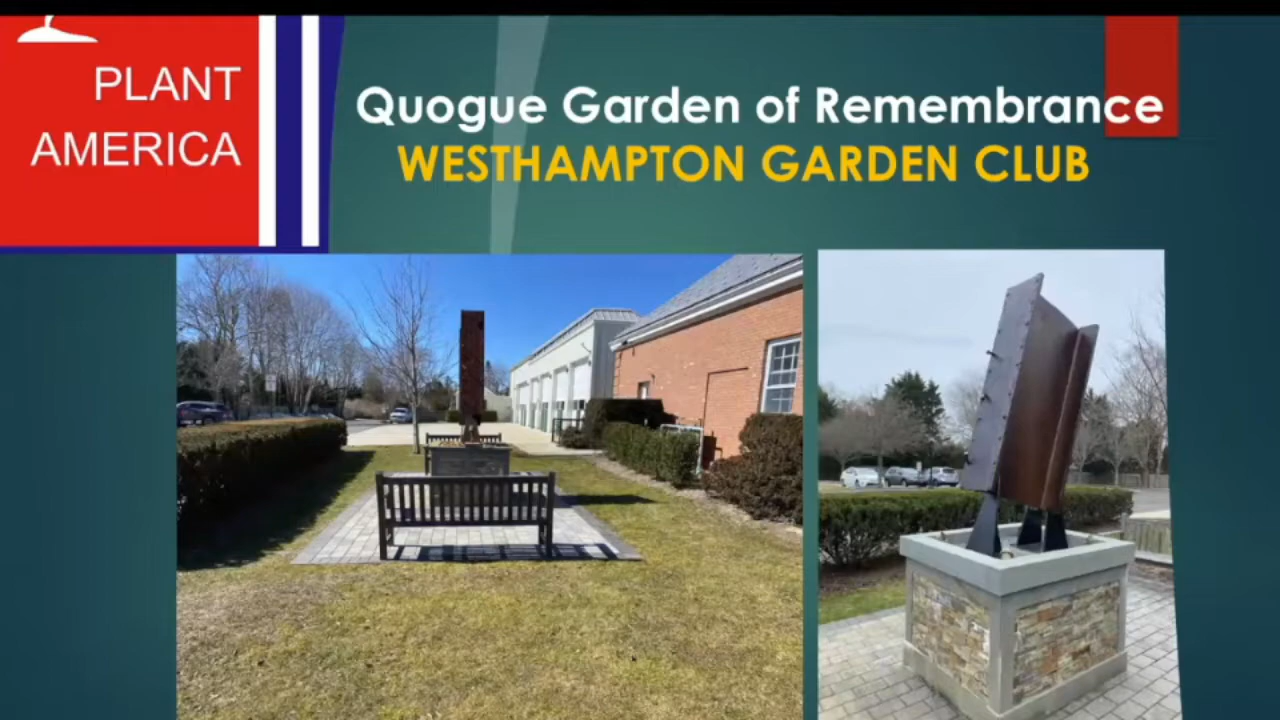 PLANT
AMERICA
Quogue Garden of Remembrance
WESTHAMPTON GARDEN CLUB